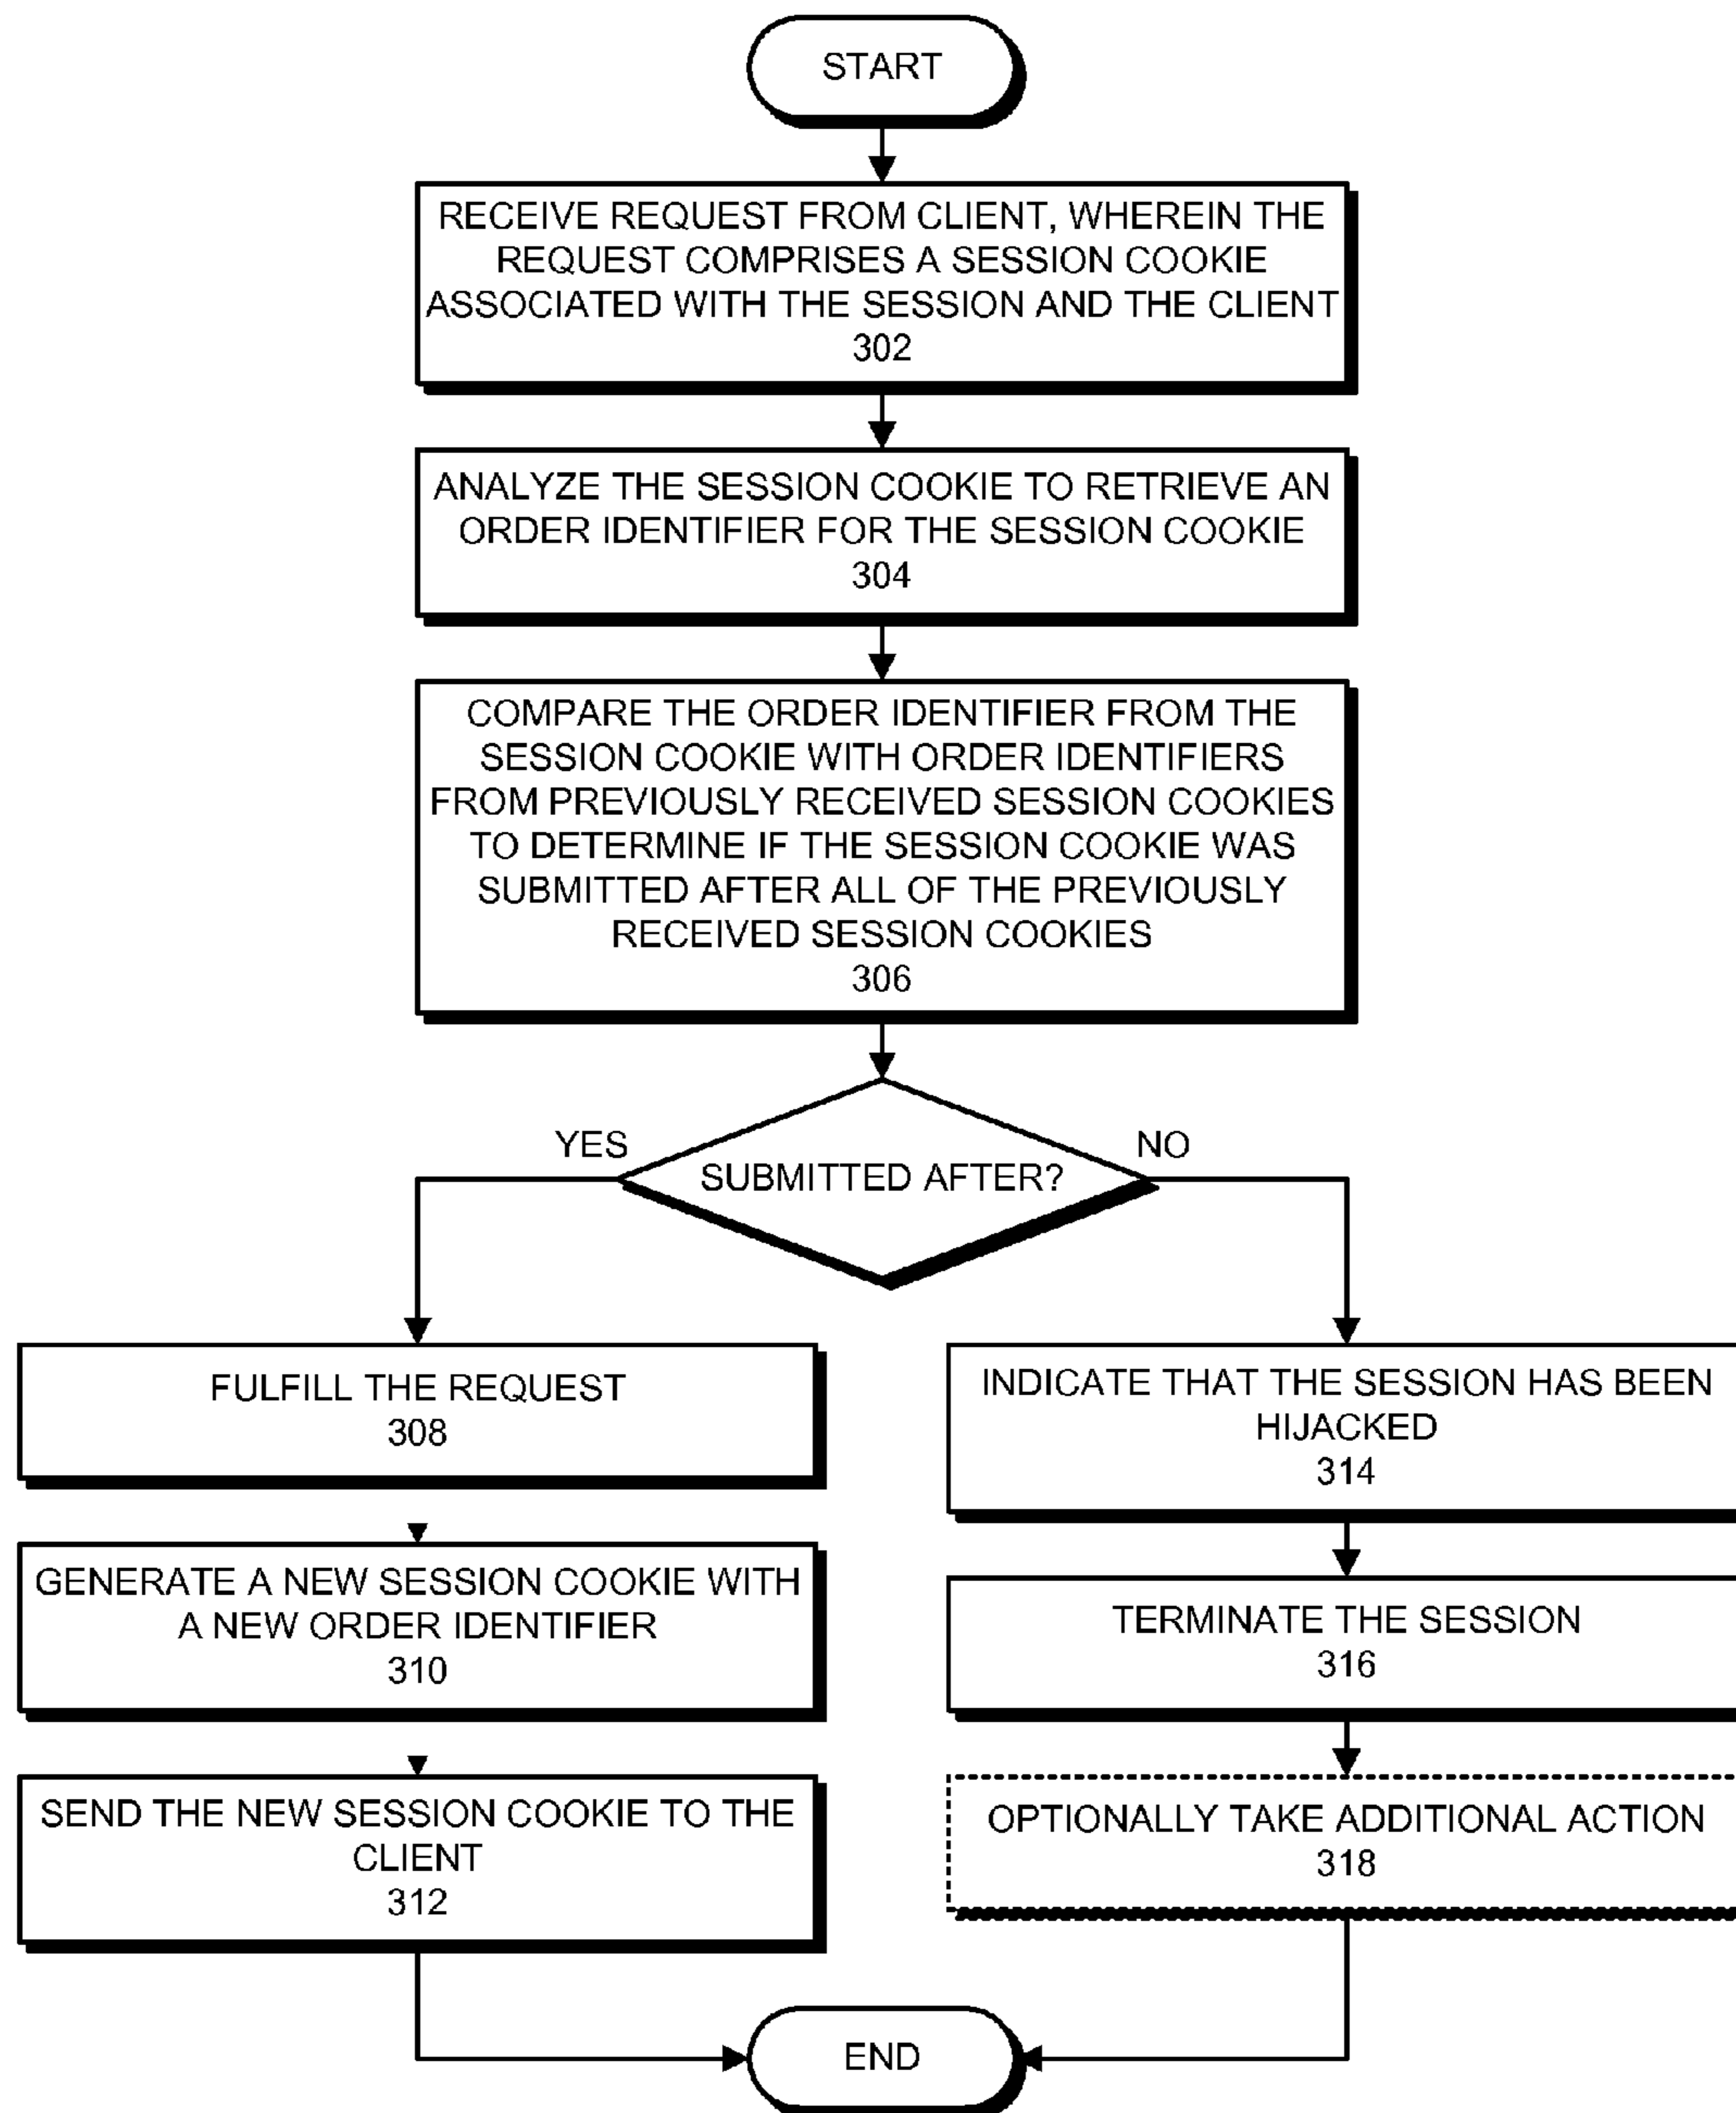 START
RECEIVE REQUEST FROM CLIENT, WHEREIN THE
REQUEST COMPRISES A SESSION COOKIE
ASSOCIATED WITH THE SESSION AND THE CLIENT
302
ANALYZE THE SESSION COOKIE TO RETRIEVE AN
ORDER IDENTIFIER FOR THE SESSION COOKIE
304
COMPARE THE ORDER IDENTIFIER FROM THE
SESSION COOKIE WITH ORDER IDENTIFIERS
FROM PREVIOUSLY RECEIVED SESSION COOKIES
TO DETERMINE IF THE SESSION COOKIE WAS
SUBMITTED AFTER ALL OF THE PREVIOUSLY
RECEIVED SESSION COOKIES
306
SUBMITTED AFTER?
YES
NO
FULFILL THE REQUEST
308
GENERATE A NEW SESSION COOKIE WITH
A NEW ORDER IDENTIFIER
310
SEND THE NEW SESSION COOKIE TO THE
CLIENT
312
INDICATE THAT THE SESSION HAS BEEN
HIJACKED
314
TERMINATE THE SESSION
316
OPTIONALLY TAKE ADDITIONAL ACTION
318
END